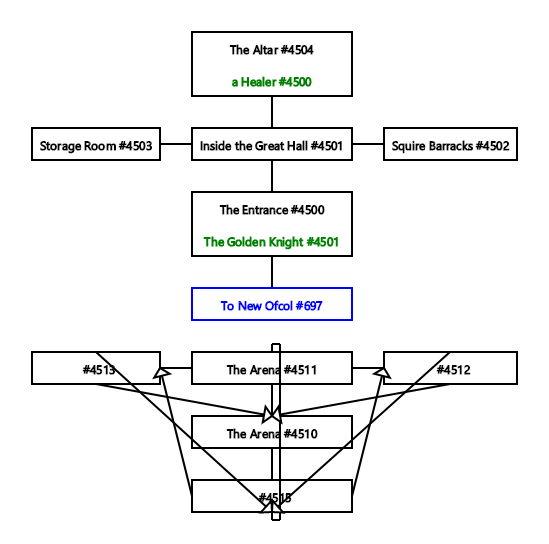 The Altar #4504
a Healer #4500
Storage Room #4503
Inside the Great Hall #4501
Squire Barracks #4502
The Entrance #4500
The Golden Knight #4501
To New Ofcol #697
#4513
The Arena #4511
#4512
The Arena #4510
#4515